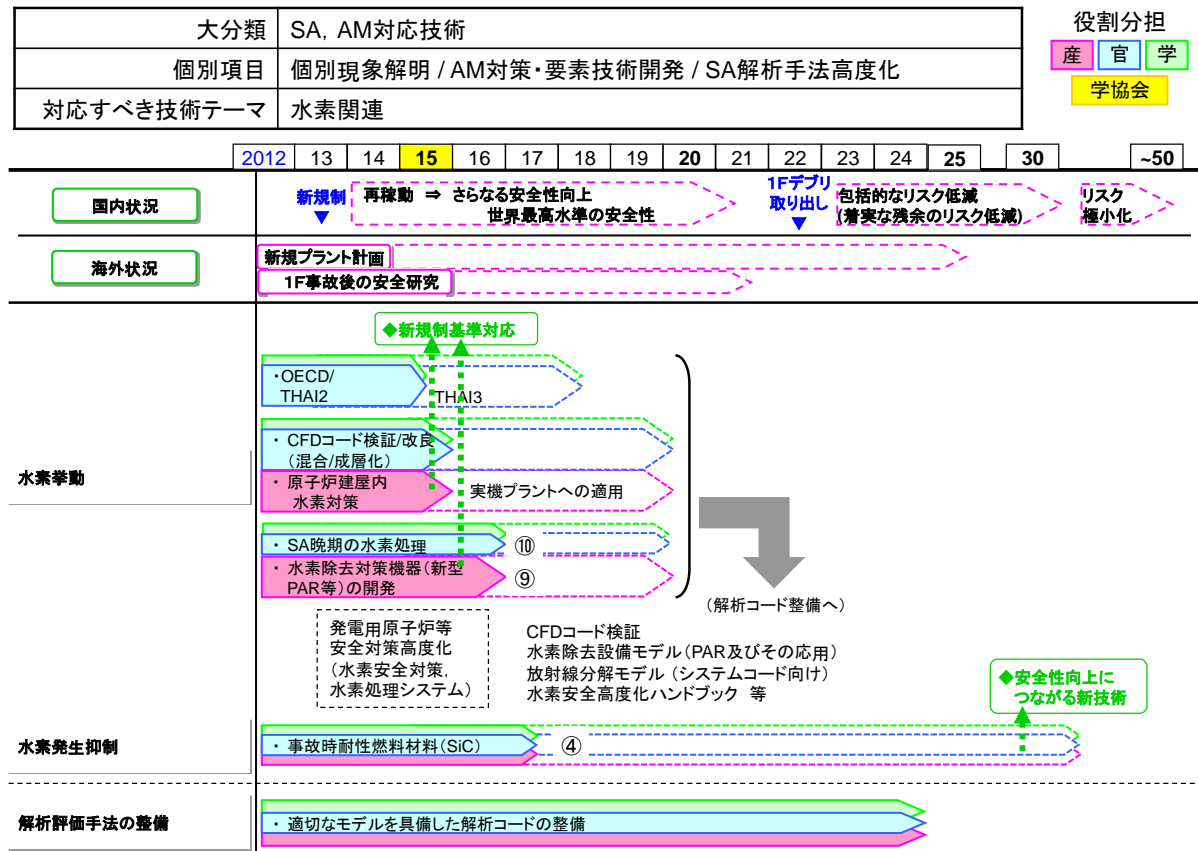 大分類 SA, AM対応技術
個別項目 個別現象解明 / AM対策・要素技術開発 / SA解析手法高度化
対応すべき技術テーマ 水素関連
役割分担
産 官 学
学協会
2012 13 14 15 16 17 18 19 20 21 22 23 24 25 30 ~50
国内状況
新規制
再稼動 ⇒ さらなる安全性向上
世界最高水準の安全性
1Fデブリ
取り出し
包括的なリスク低減
(着実な残余のリスク低減)
リスク
極小化
海外状況
新規プラント計画
1F事故後の安全研究
◆新規制基準対応
水素挙動
・OECD/
THAI2
THAI3
・ CFDコード検証/改良
(混合/成層化)
・ 原子炉建屋内
水素対策
実機プラントへの適用
・ SA晩期の水素処理
⑩
・ 水素除去対策機器(新型
PAR等)の開発
⑨
(解析コード整備へ)
発電用原子炉等
安全対策高度化
(水素安全対策,
水素処理システム)
CFDコード検証
水素除去設備モデル(PAR及びその応用)
放射線分解モデル(システムコード向け)
水素安全高度化ハンドブック 等
◆安全性向上に
つながる新技術
水素発生抑制
・ 事故時耐性燃料材料(SiC)
④
解析評価手法の整備
・ 適切なモデルを具備した解析コードの整備